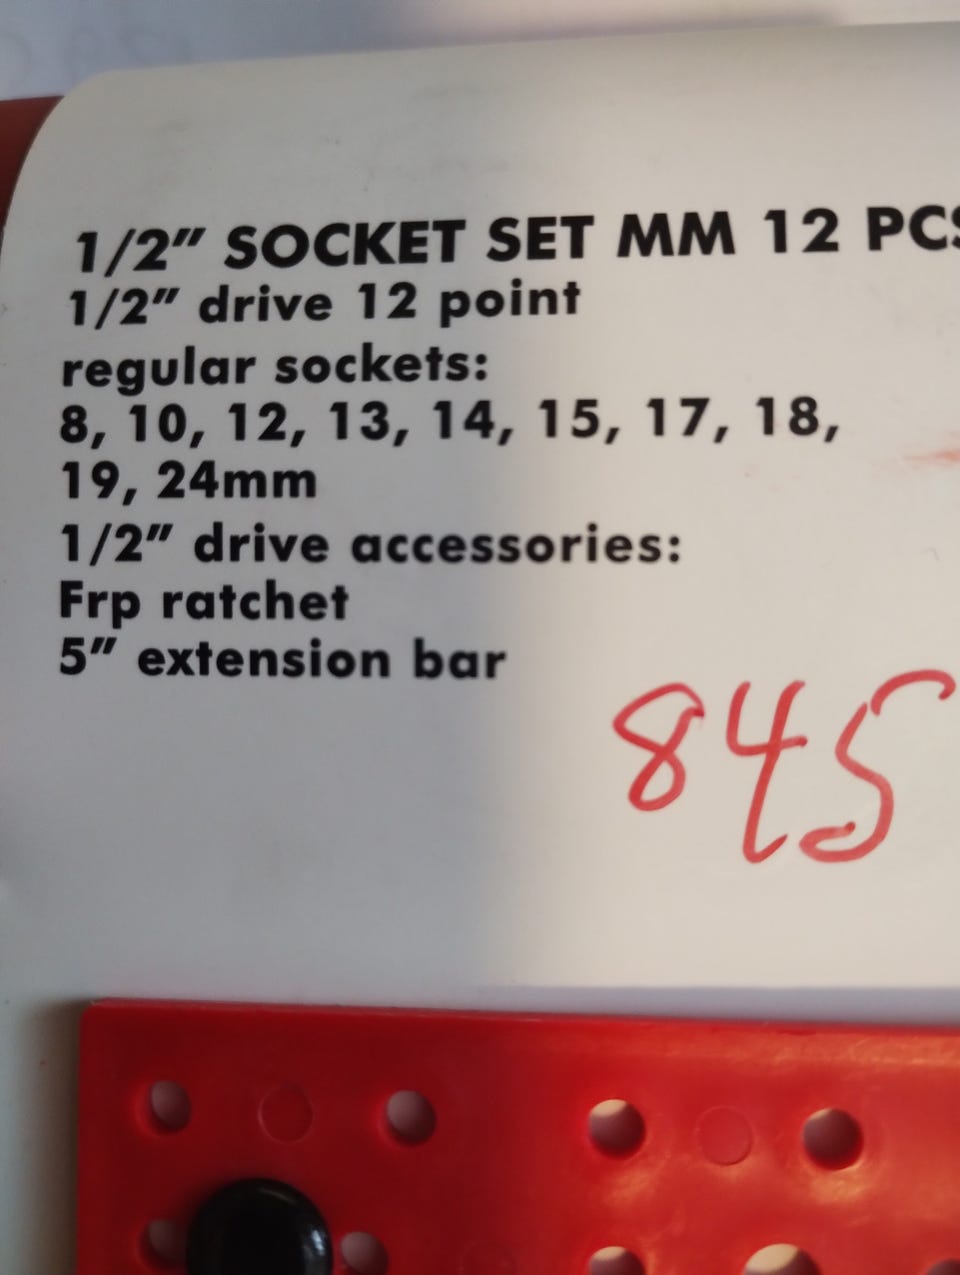 1/2" SOCKET SET MM 12 PCS
1/2" drive 12 point
regular sockets:
8, 10, 12, 13, 14, 15, 17, 18,
19, 24mm
1/2" drive accessories:
Frp ratchet
5" extension bar
845